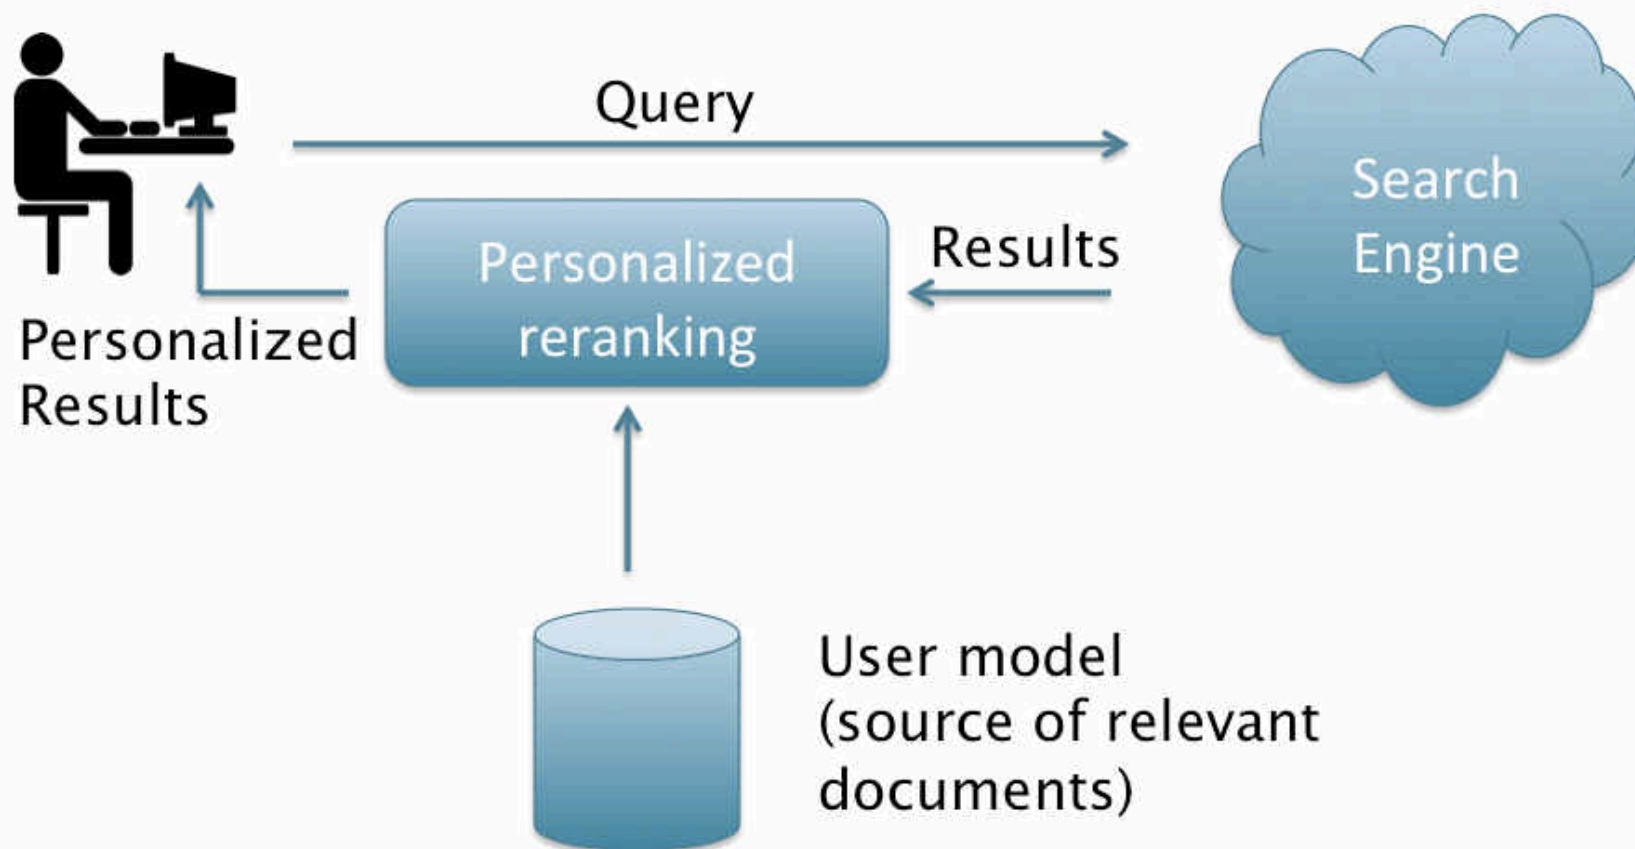 Query
Search
Engine
Personalized
reranking
Results
Personalized
Results
User model
(source of relevant
documents)